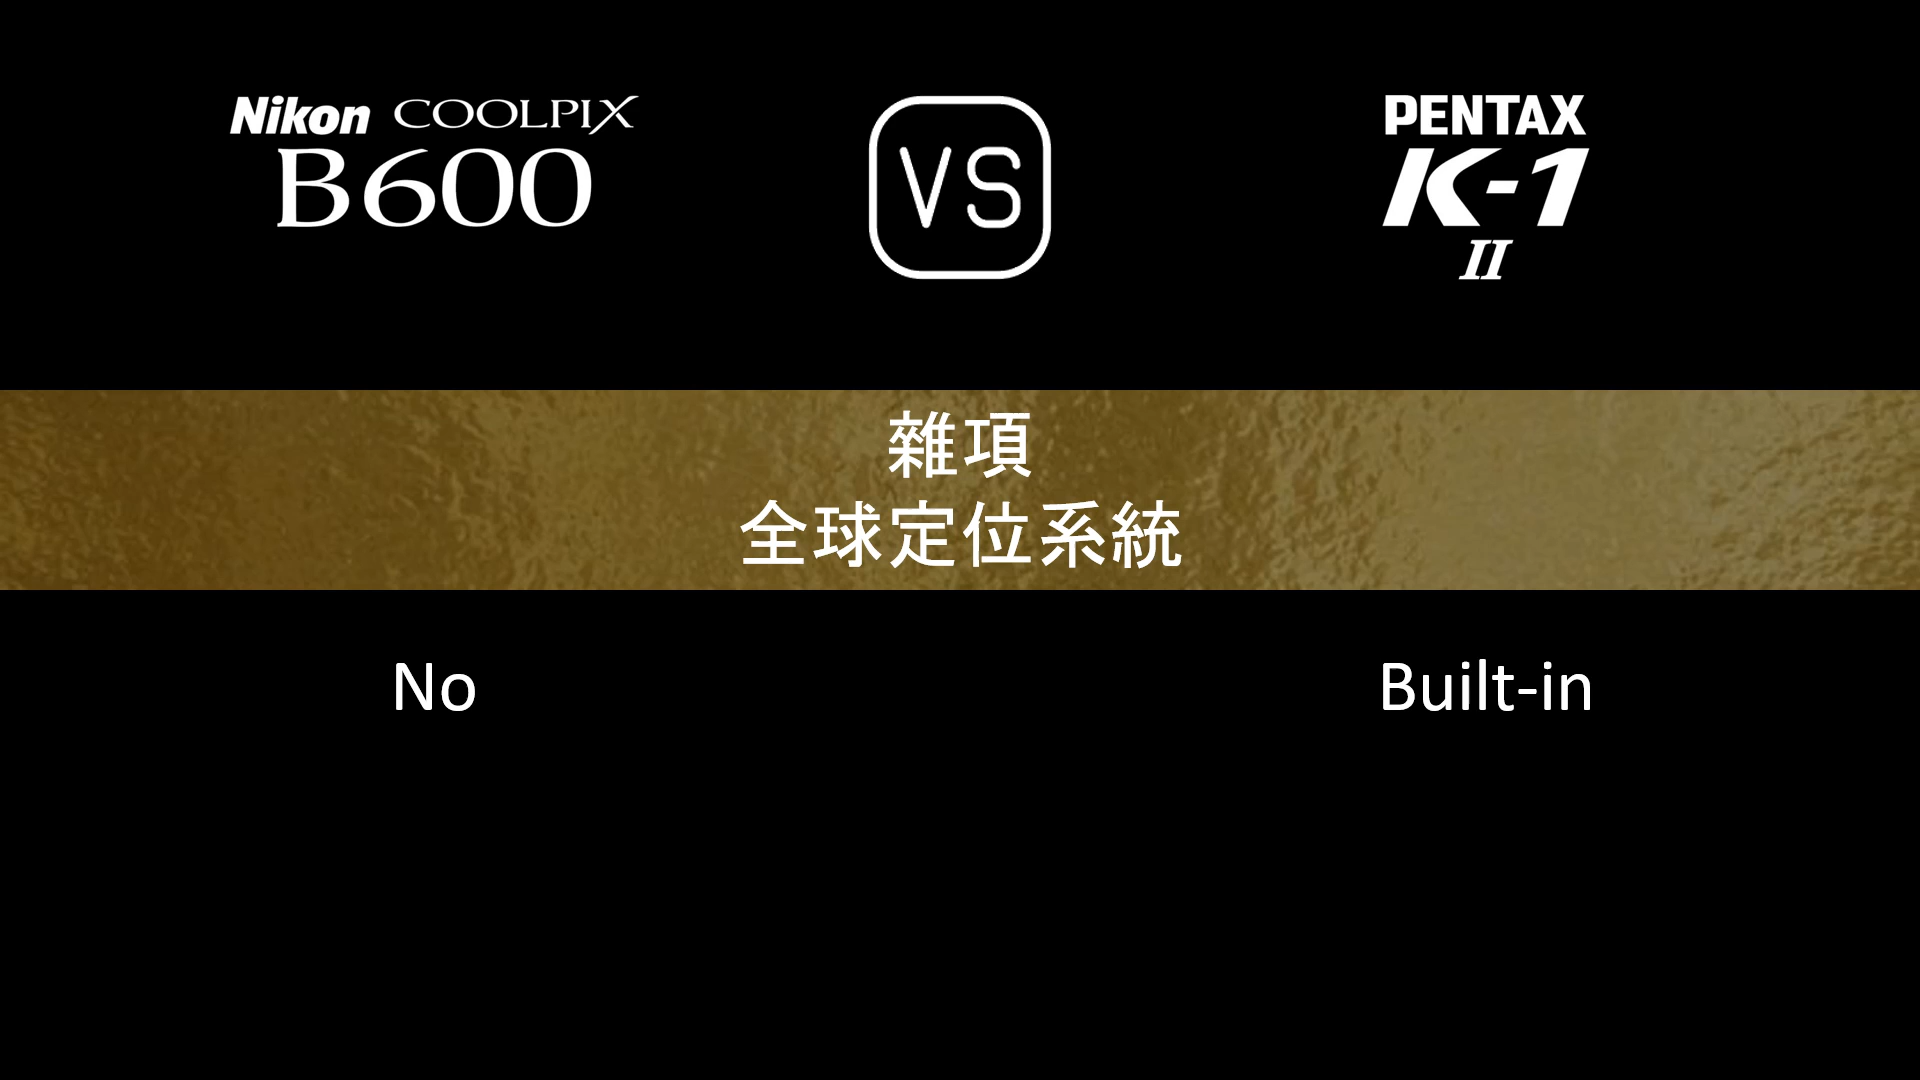 Nikon COOLPIX
B600
VS
PENTAX
K-1
II
雜項
全球定位系統
No
Built-in